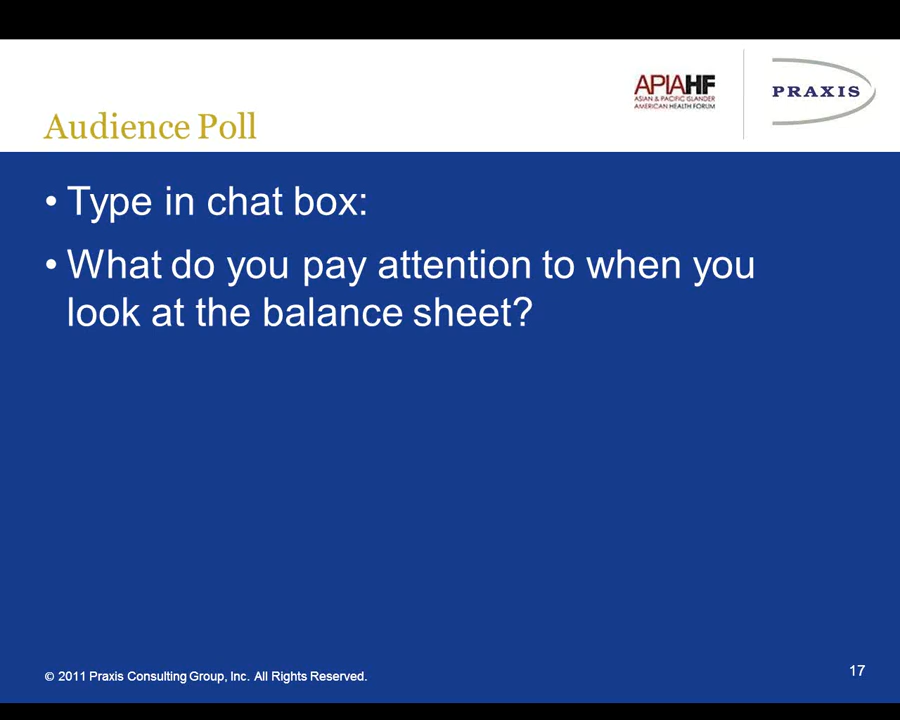 APIAHF
ASIAN & PACIFIC ISLANDER
AMERICAN HEALTH FORUM
PRAXIS
Audience Poll
• Type in chat box:
• What do you pay attention to when you
look at the balance sheet?
© 2011 Praxis Consulting Group, Inc. All Rights Reserved.
17